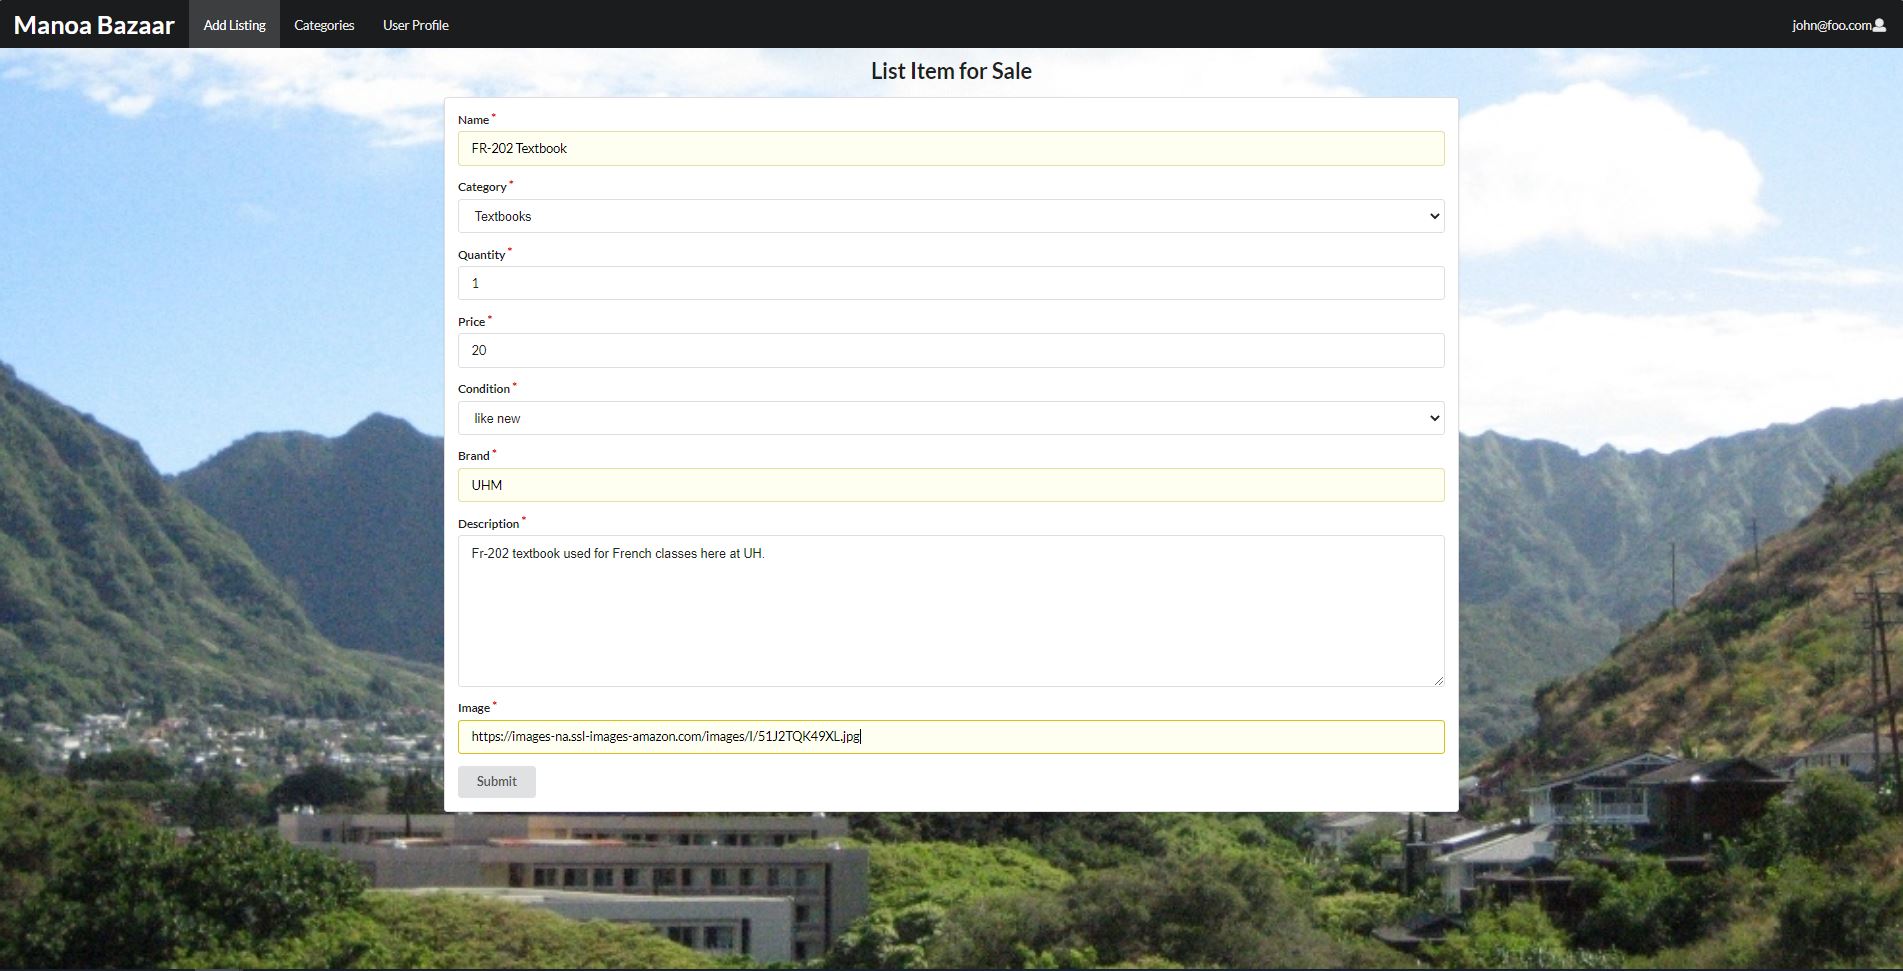 Manoa Bazaar Add Listing Categories User Profile john@foo.com
List Item for Sale
Name *
FR-202 Textbook
Category *
Textbooks
Quantity *
1
Price *
20
Condition *
like new
Brand *
UHM
Description *
Fr-202 textbook used for French classes here at UH.
Image *
https://images-na.ssl-images-amazon.com/images/I/51J2TQK49XL.jpg
Submit